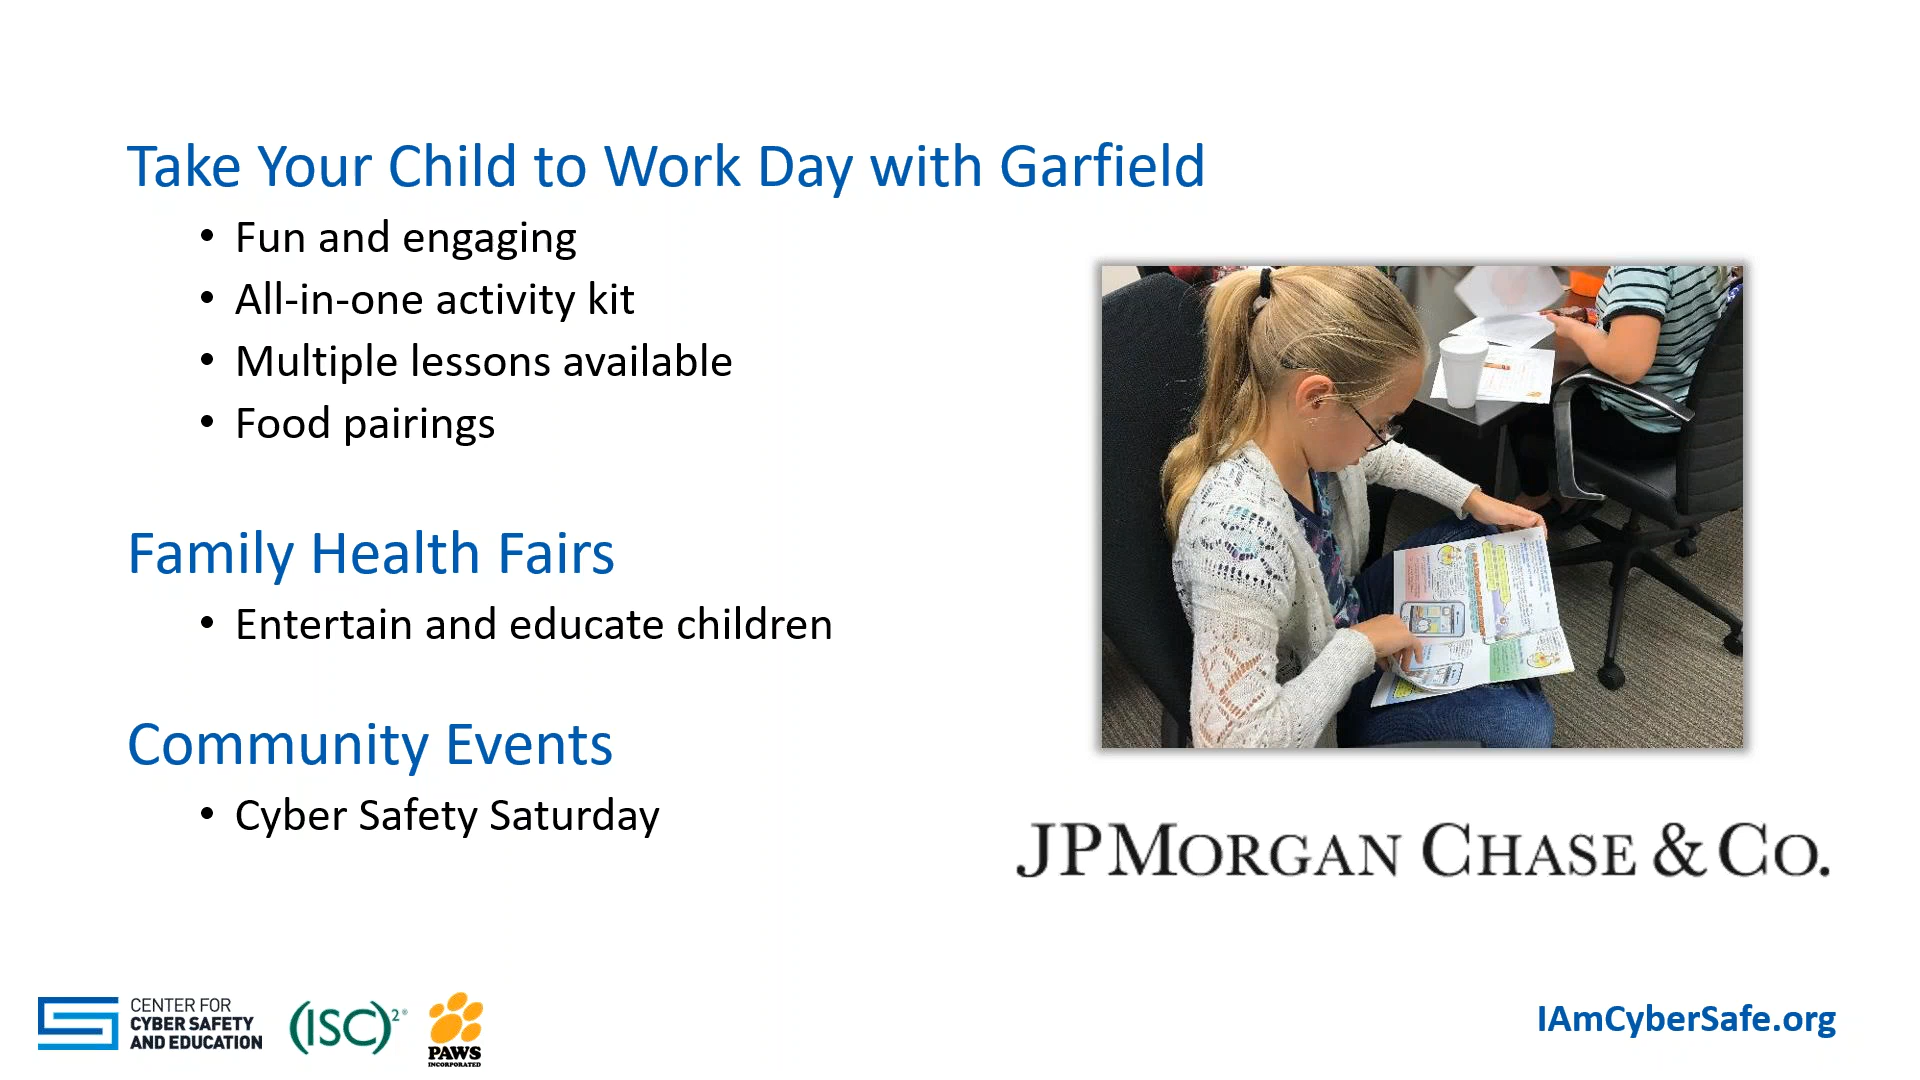 Take Your Child to Work Day with Garfield
• Fun and engaging
• All-in-one activity kit
• Multiple lessons available
• Food pairings
Family Health Fairs
• Entertain and educate children
Community Events
• Cyber Safety Saturday
JPMORGAN CHASE & CO.
CENTER FOR
CYBER SAFETY
AND EDUCATION
(ISC)²®
PAWS
INCORPORATED
IAmCyberSafe.org